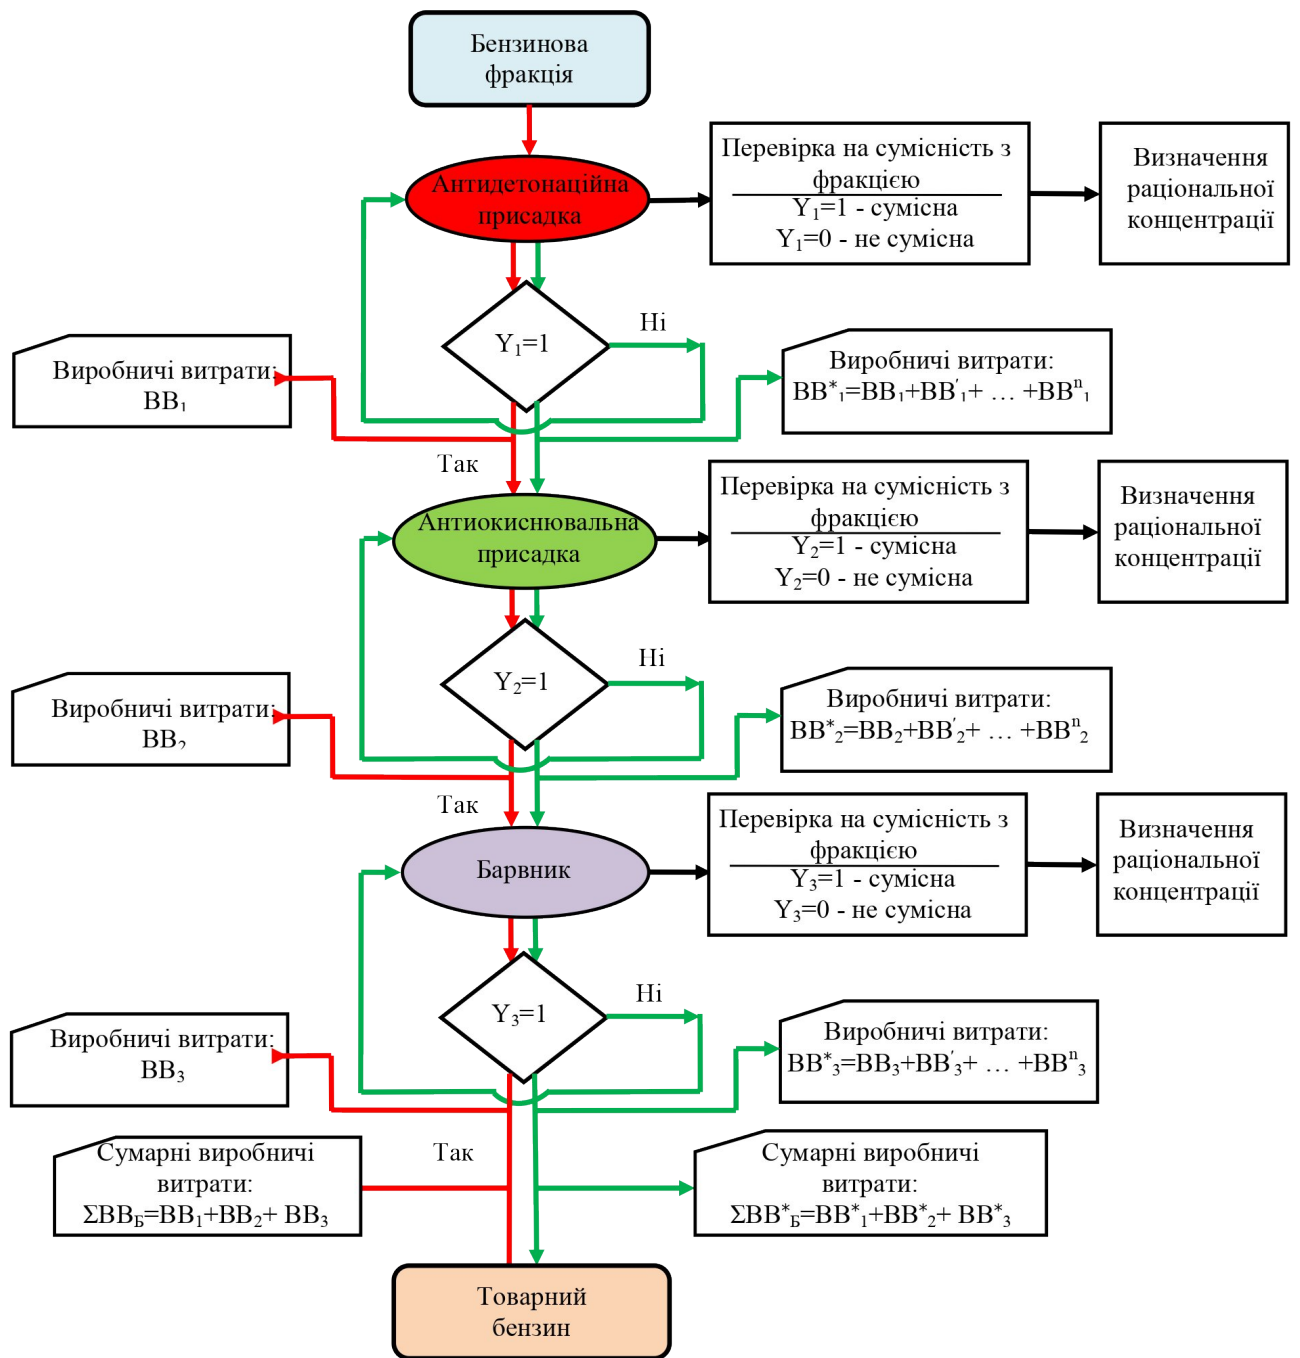 Бензинова
фракція
Антидетонаційна
присадка
Перевірка на сумісність з
фракцією
Y₁=1 - сумісна
Y₁=0 - не сумісна
Визначення
раціональної
концентрації
Y₁=1
Ні
Виробничі витрати:
ВВ₁
Виробничі витрати:
ВВ*₁=ВВ₁+ВВ'₁+ … +ВВⁿ₁
Так
Антиокиснювальна
присадка
Перевірка на сумісність з
фракцією
Y₂=1 - сумісна
Y₂=0 - не сумісна
Визначення
раціональної
концентрації
Y₂=1
Ні
Виробничі витрати:
ВВ₂
Виробничі витрати:
ВВ*₂=ВВ₂+ВВ'₂+ … +ВВⁿ₂
Так
Барвник
Перевірка на сумісність з
фракцією
Y₃=1 - сумісна
Y₃=0 - не сумісна
Визначення
раціональної
концентрації
Y₃=1
Ні
Виробничі витрати:
ВВ₃
Виробничі витрати:
ВВ*₃=ВВ₃+ВВ'₃+ … +ВВⁿ₃
Так
Сумарні виробничі
витрати:
ΣВВ_Б=ВВ₁+ВВ₂+ ВВ₃
Сумарні виробничі
витрати:
ΣВВ*_Б=ВВ*₁+ВВ*₂+ ВВ*₃
Товарний
бензин